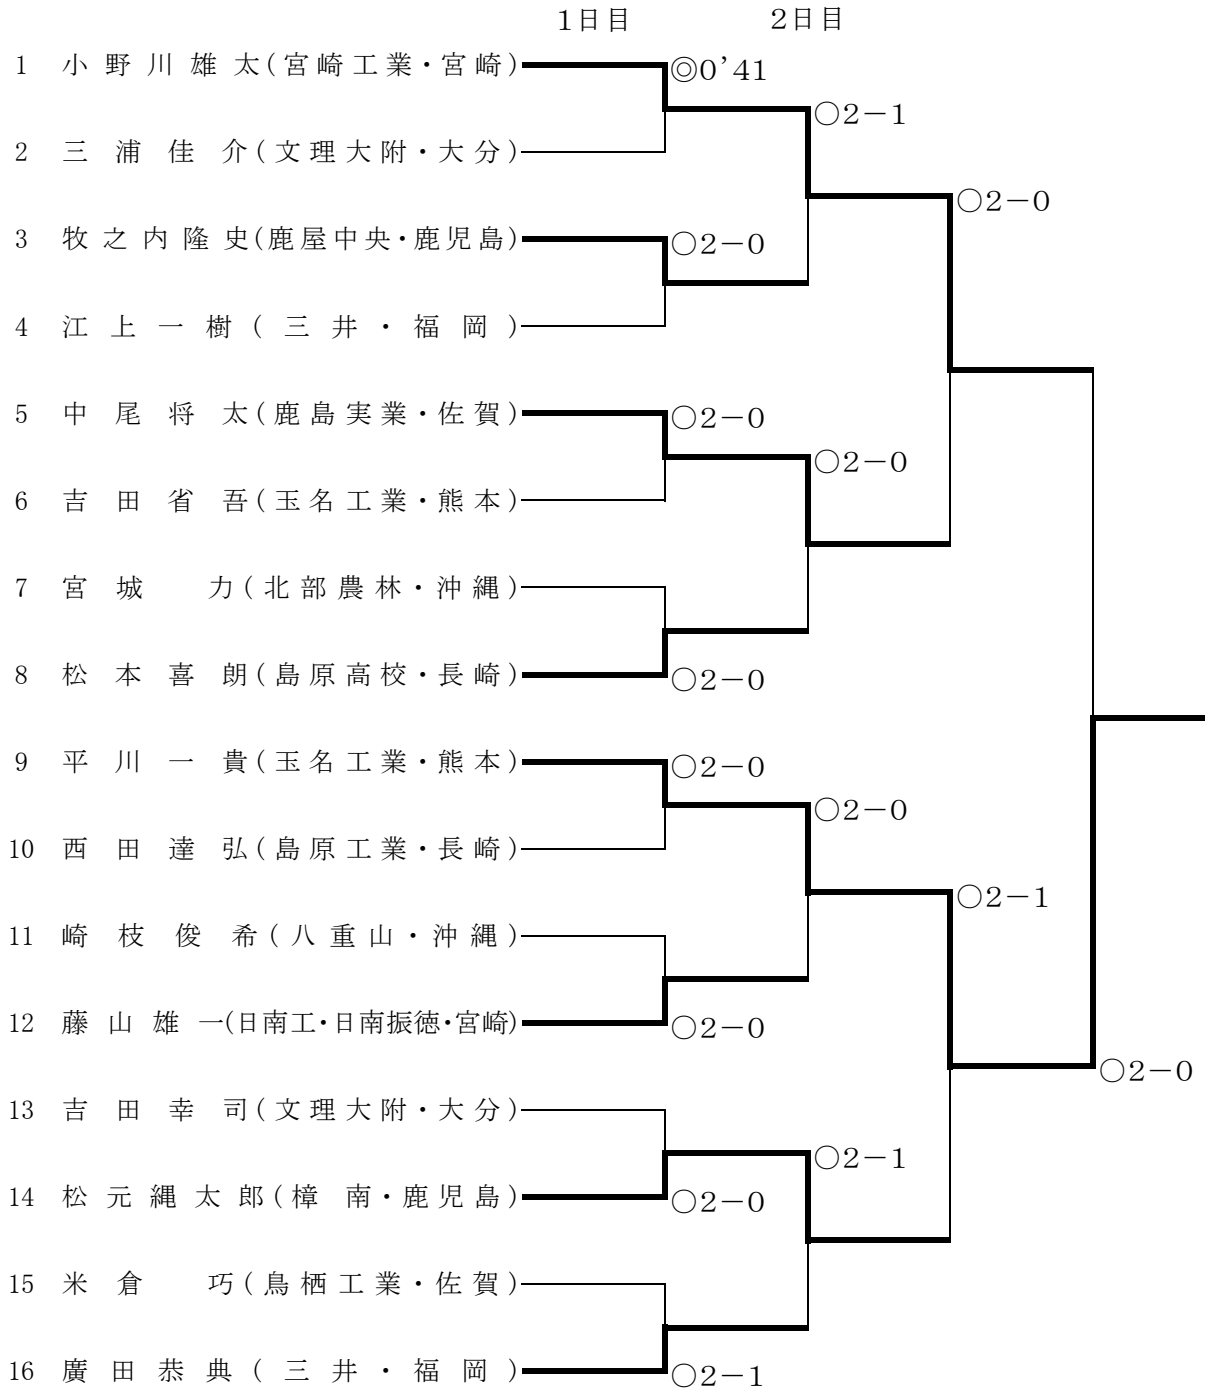 1日目 2日目
1 小野川雄太(宮崎工業・宮崎) ◎0’41
○2－1
2 三浦佳介(文理大附・大分)
○2－0
3 牧之内隆史(鹿屋中央・鹿児島) ○2－0
4 江上一樹(三井・福岡)
5 中尾将太(鹿島実業・佐賀) ○2－0
○2－0
6 吉田省吾(玉名工業・熊本)
7 宮城 力(北部農林・沖縄)
8 松本喜朗(島原高校・長崎) ○2－0
9 平川一貴(玉名工業・熊本) ○2－0
○2－0
10 西田達弘(島原工業・長崎)
○2－1
11 崎枝俊希(八重山・沖縄)
12 藤山雄一(日南工・日南振徳・宮崎) ○2－0
○2－0
13 吉田幸司(文理大附・大分)
○2－1
14 松元縄太郎(樟南・鹿児島) ○2－0
15 米倉 巧(鳥栖工業・佐賀)
16 廣田恭典(三井・福岡) ○2－1